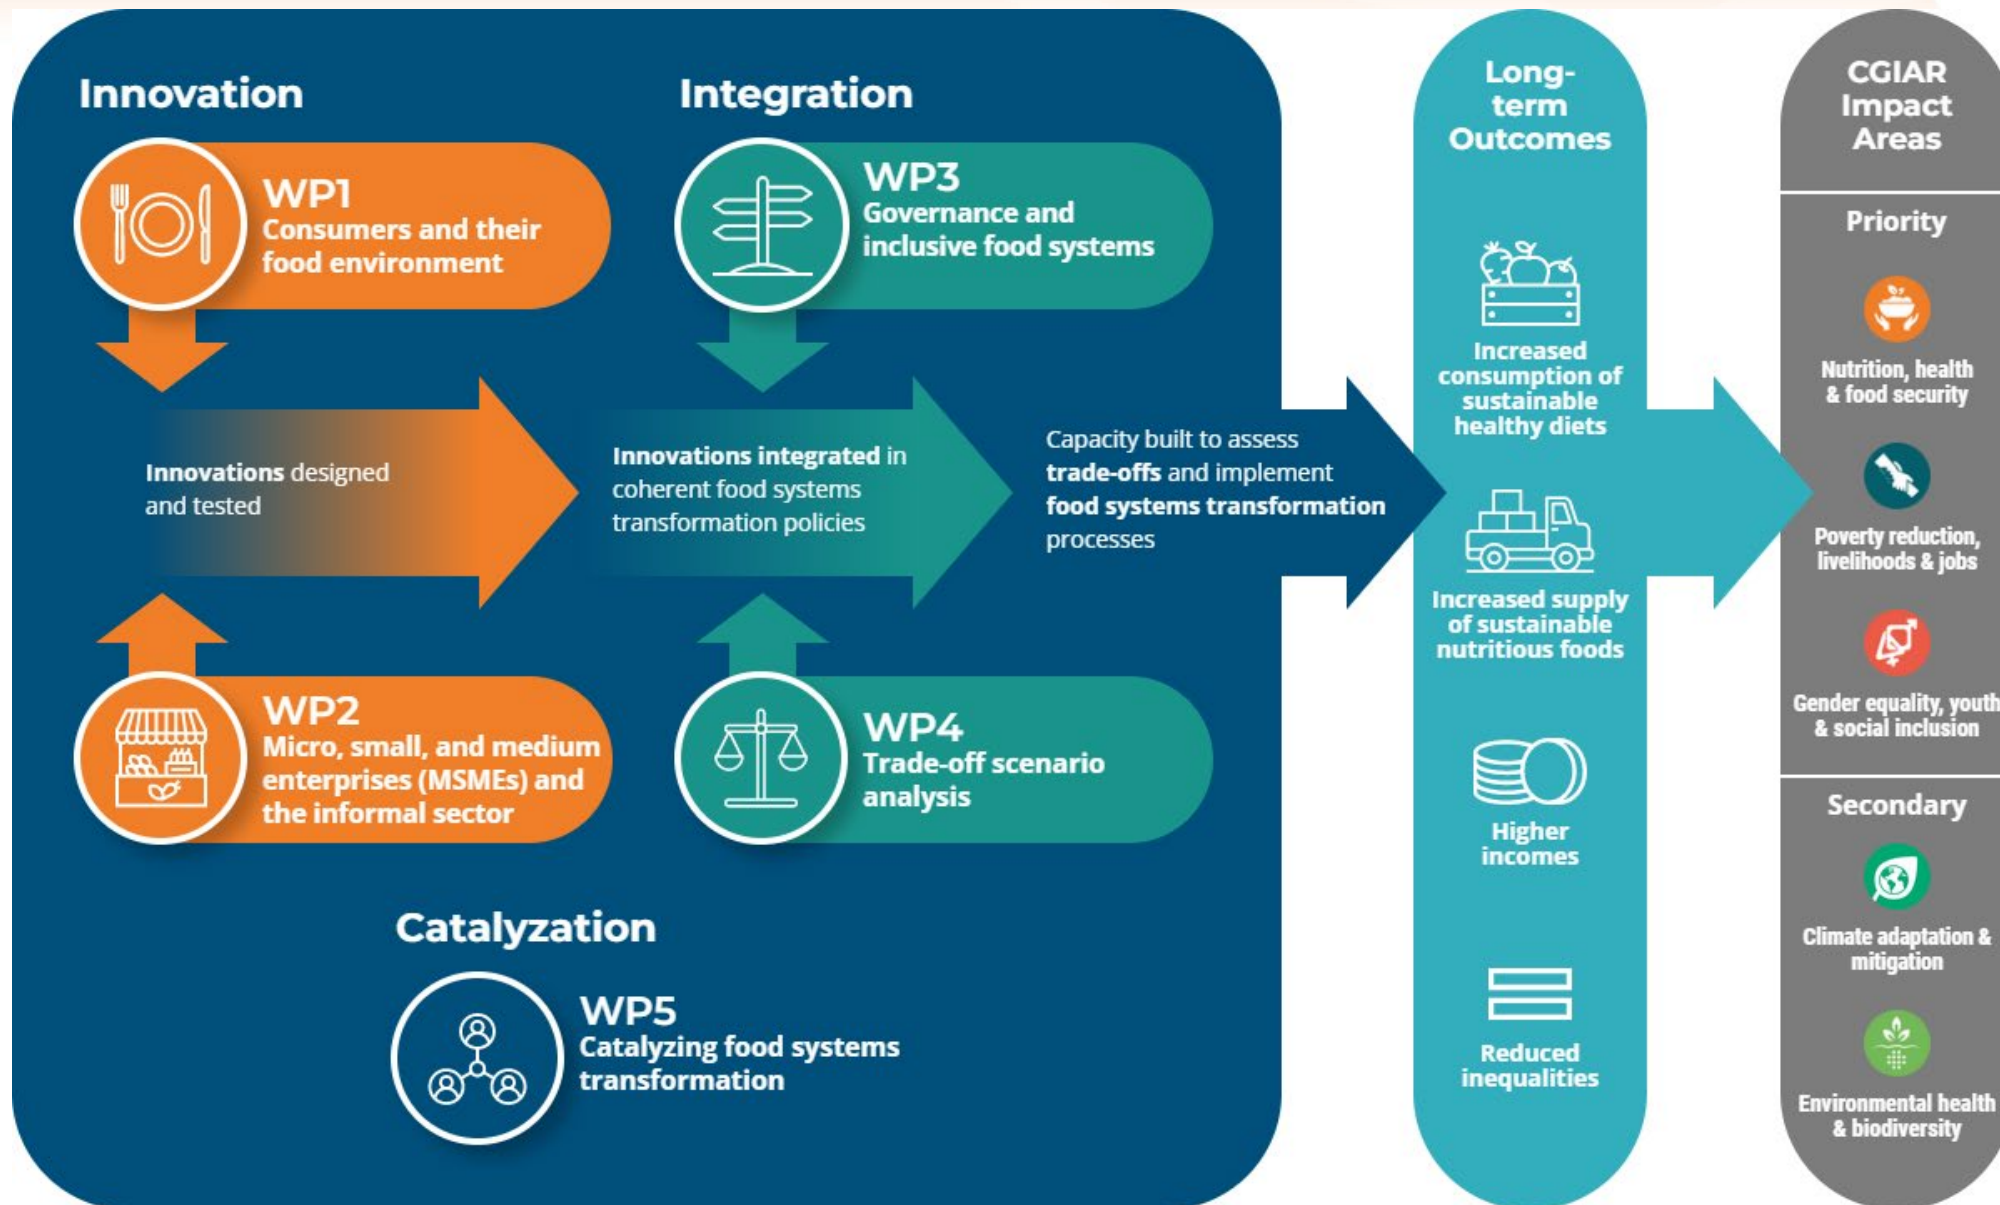 Innovation
WP1
Consumers and their
food environment
Innovations designed
and tested
WP2
Micro, small, and medium
enterprises (MSMEs) and
the informal sector
Integration
WP3
Governance and
inclusive food systems
Innovations integrated in
coherent food systems
transformation policies
WP4
Trade-off scenario
analysis
Capacity built to assess
trade-offs and implement
food systems transformation
processes
Catalyzation
WP5
Catalyzing food systems
transformation
Long-
term
Outcomes
Increased
consumption of
sustainable
healthy diets
Increased supply
of sustainable
nutritious foods
Higher
incomes
Reduced
inequalities
CGIAR
Impact
Areas
Priority
Nutrition, health
& food security
Poverty reduction,
livelihoods & jobs
Gender equality, youth
& social inclusion
Secondary
Climate adaptation &
mitigation
Environmental health
& biodiversity